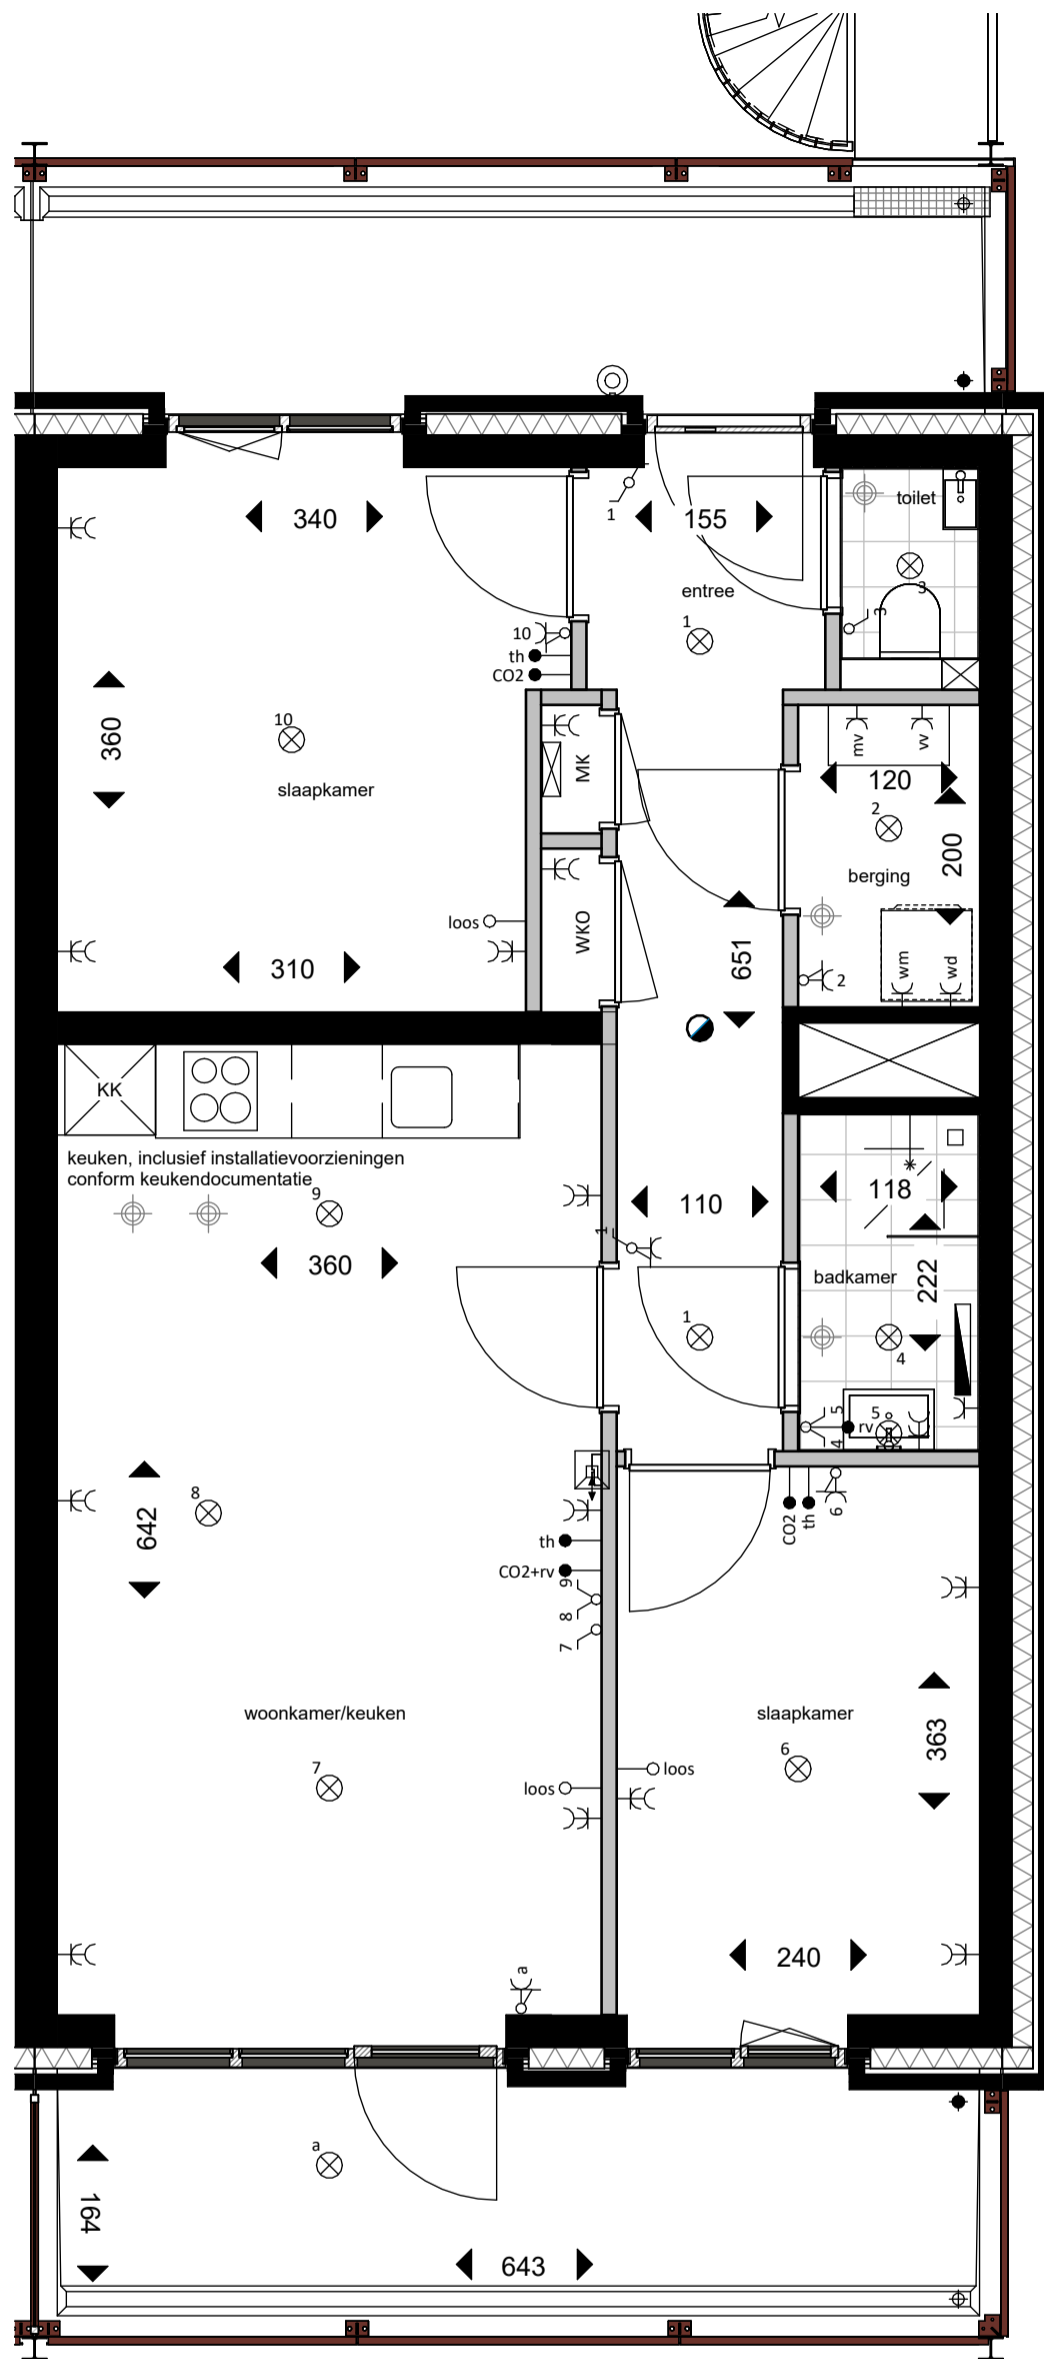 340
1
155
toilet
entree
3
3
1
10
th
CO2
360
10
slaapkamer
MK
mv
vv
120
2
200
berging
loos
WKO
310
651
wm
wd
2
KK
keuken, inclusief installatievoorzieningen
conform keukendocumentatie
9
360
1
110
118
badkamer
222
1
4
5
4
rv
5
8
642
th
CO2+rv
9
8
7
CO2
th
6
woonkamer/keuken
slaapkamer
363
7
6
loos
loos
240
a
a
164
643